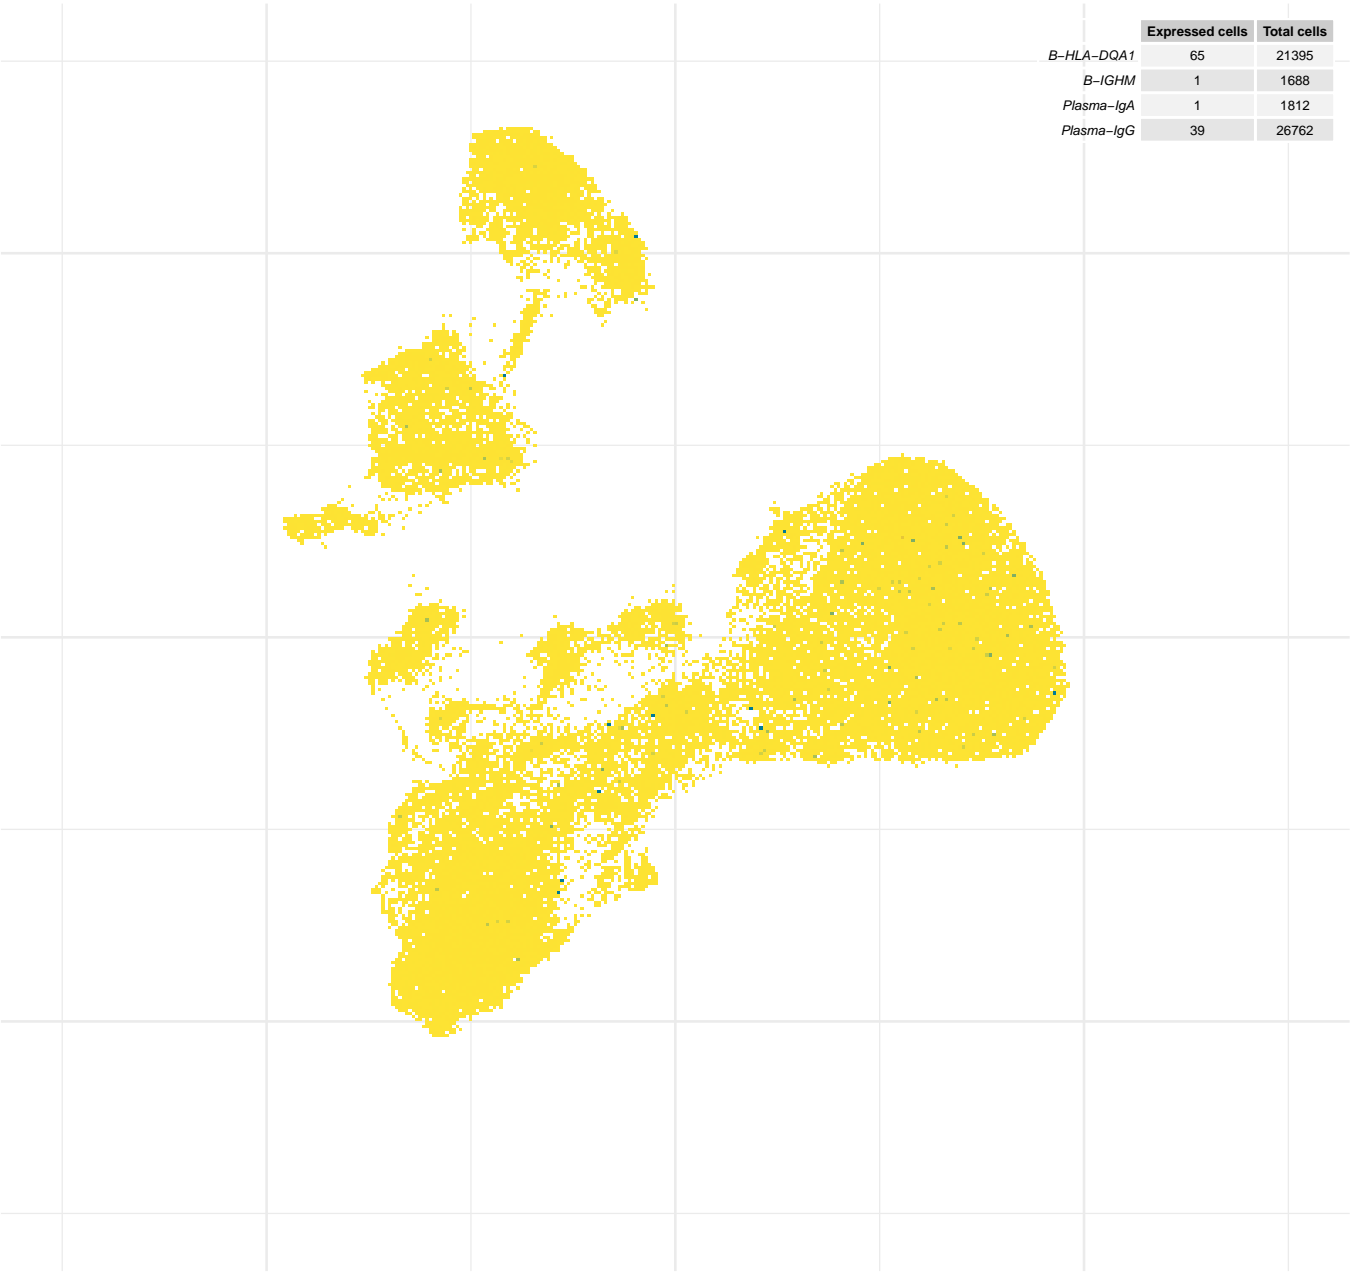 Expressed cells Total cells
B−HLA−DQA1 65 21395
B−IGHM 1 1688
Plasma−IgA 1 1812
Plasma−IgG 39 26762